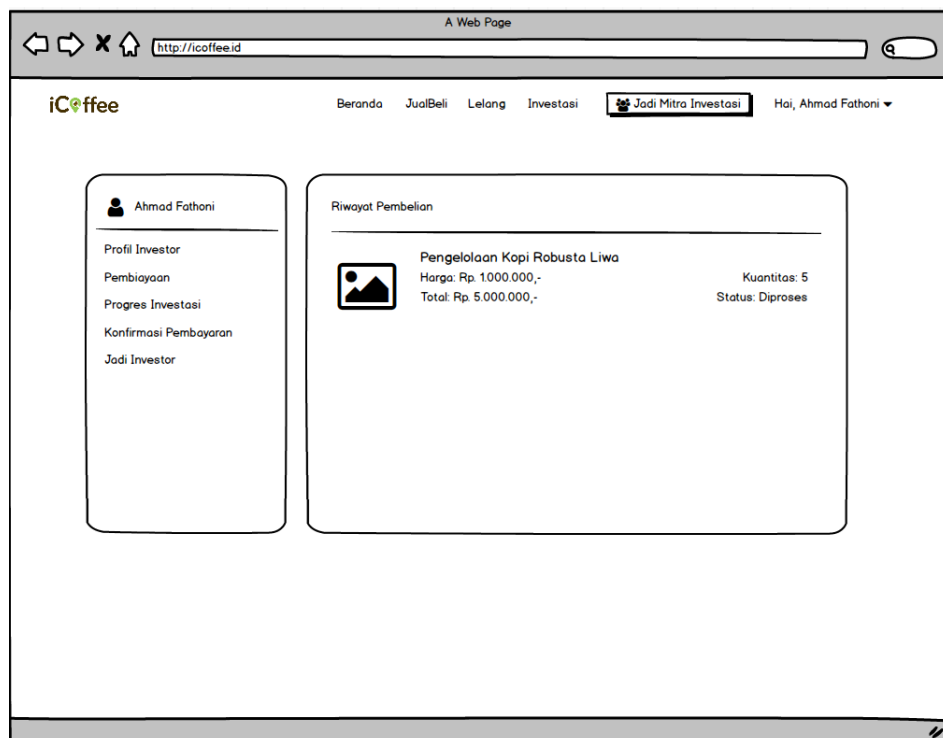 A Web Page
http://icoffee.id
iCoffee
Beranda JualBeli Lelang Investasi Jadi Mitra Investasi Hai, Ahmad Fathoni
Ahmad Fathoni
Profil Investor
Pembiayaan
Progres Investasi
Konfirmasi Pembayaran
Jadi Investor
Riwayat Pembelian
Pengelolaan Kopi Robusta Liwa
Harga: Rp. 1.000.000,- Kuantitas: 5
Total: Rp. 5.000.000,- Status: Diproses